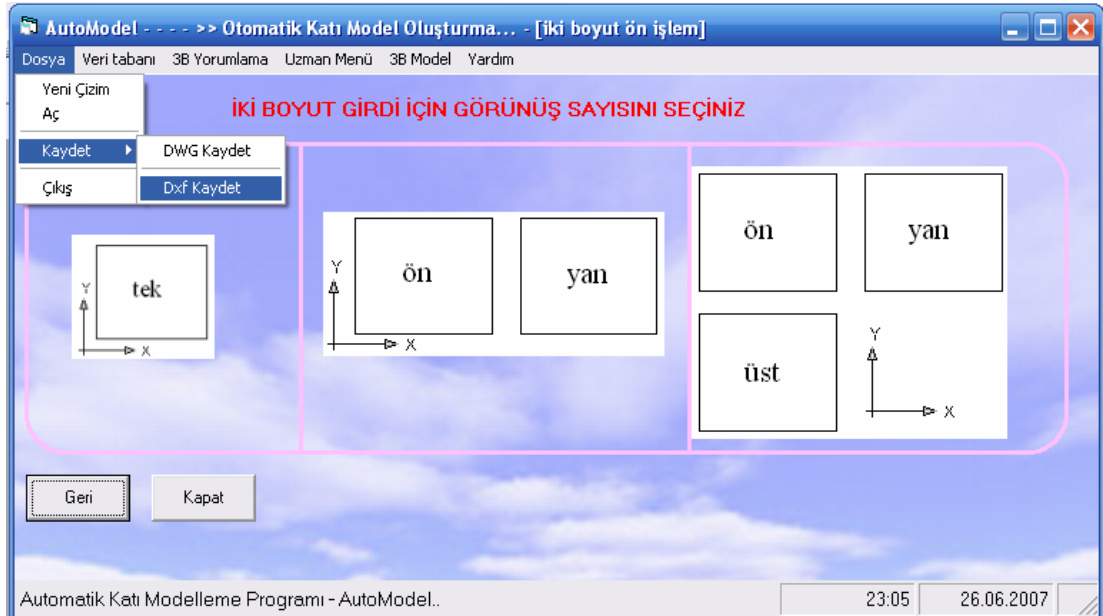 AutoModel - - - - >> Otomatik Katı Model Oluşturma... - [iki boyut ön işlem]
Dosya Veri tabanı 3B Yorumlama Uzman Menü 3B Model Yardım
Yeni Çizim
Aç
Kaydet
Çıkış
DWG Kaydet
Dxf Kaydet
İKİ BOYUT GİRDİ İÇİN GÖRÜNÜŞ SAYISINI SEÇİNİZ
tek
Y
X
ön yan
Y
X
ön yan
üst
Y
X
Geri Kapat
Automatik Katı Modelleme Programı - AutoModel.. 23:05 26.06.2007